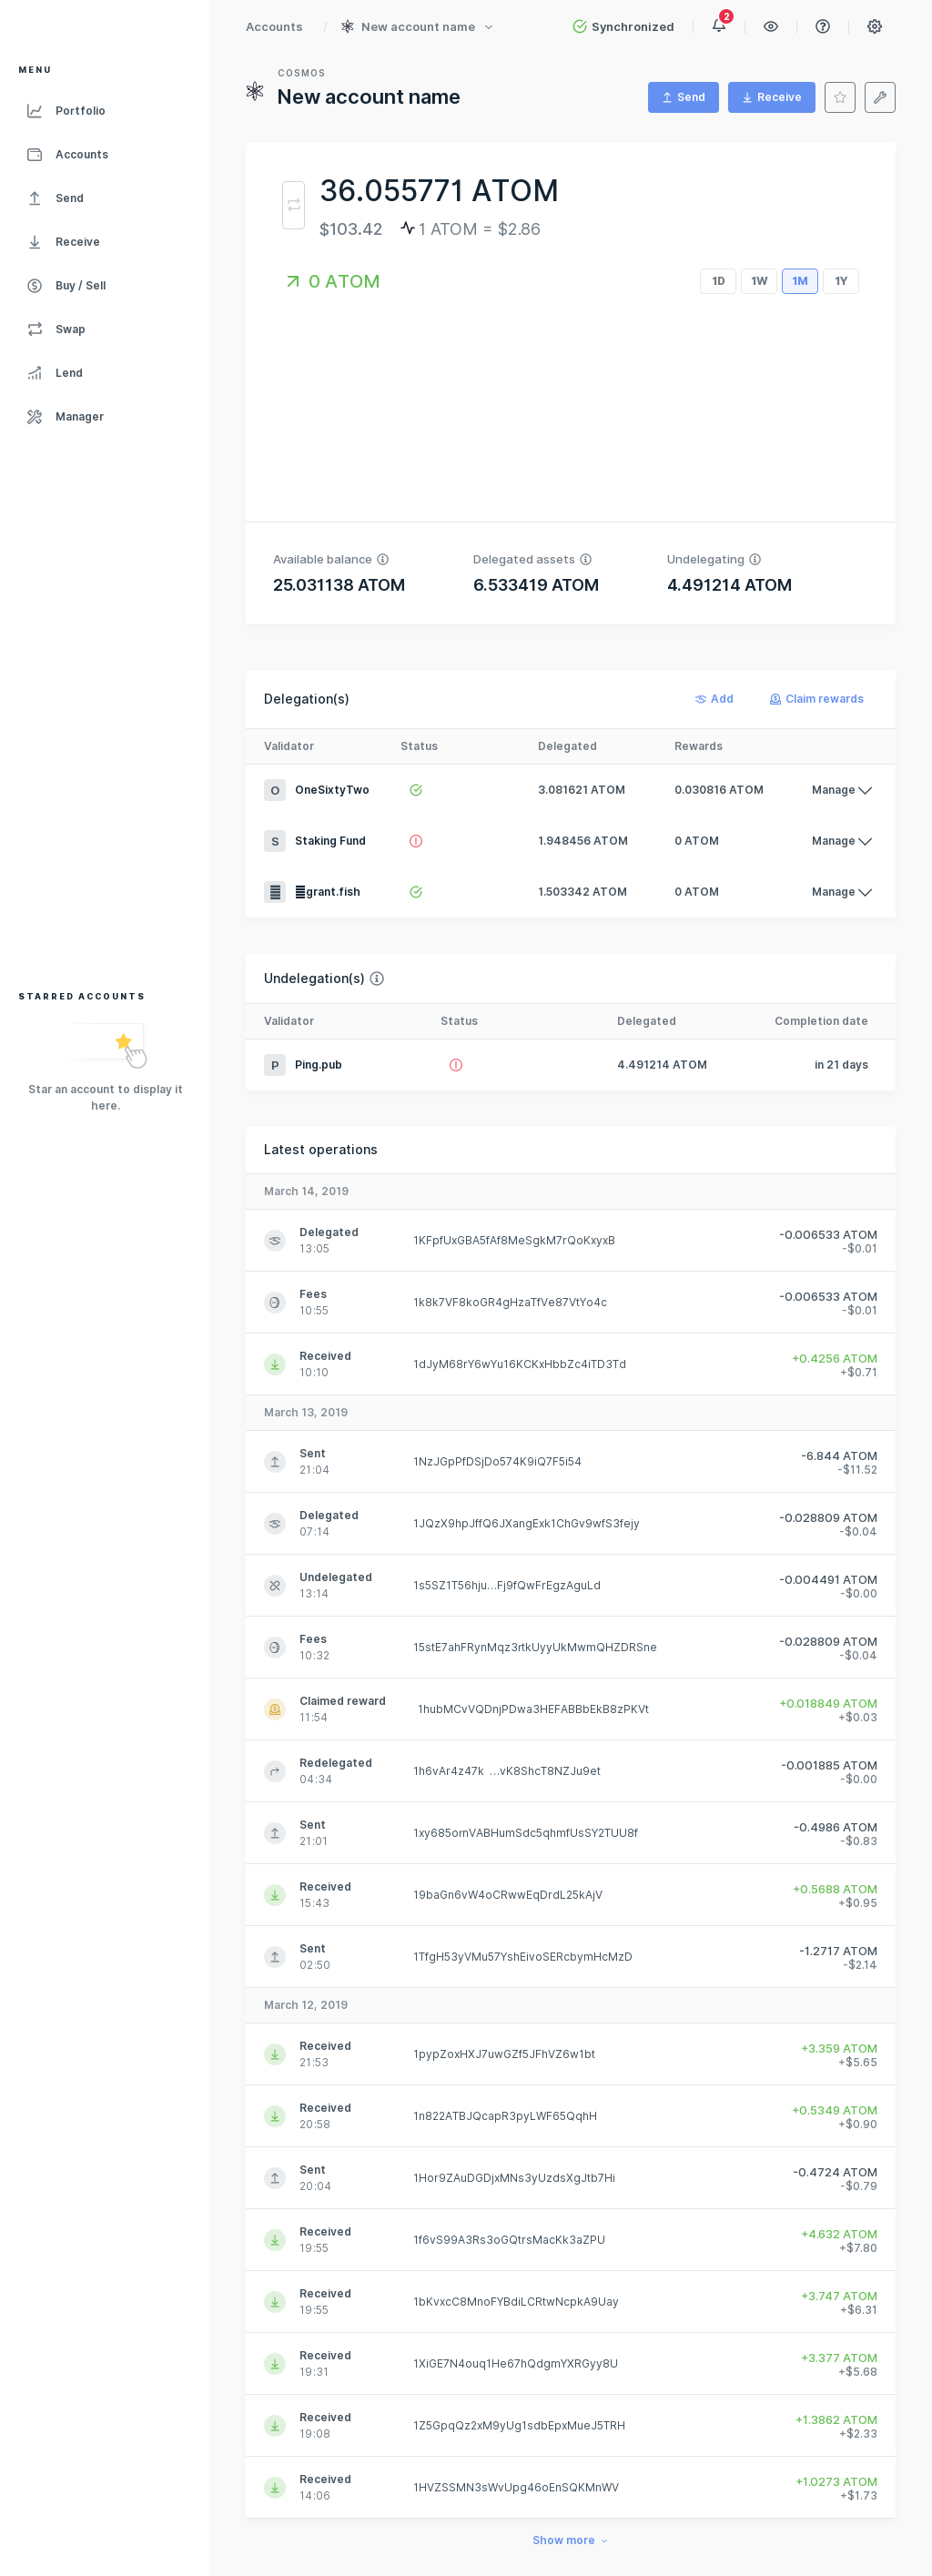 Accounts / New account name
Synchronized
2
MENU
Portfolio
Accounts
Send
Receive
Buy / Sell
Swap
Lend
Manager
STARRED ACCOUNTS
Star an account to display it
here.
COSMOS
New account name
Send
Receive
36.055771 ATOM
$103.42
1 ATOM = $2.86
0 ATOM
1D 1W 1M 1Y
Available balance Delegated assets Undelegating
25.031138 ATOM 6.533419 ATOM 4.491214 ATOM
Delegation(s) Add Claim rewards
Validator Status Delegated Rewards
O OneSixtyTwo 3.081621 ATOM 0.030816 ATOM Manage
S Staking Fund 1.948456 ATOM 0 ATOM Manage
grant.fish 1.503342 ATOM 0 ATOM Manage
Undelegation(s)
Validator Status Delegated Completion date
P Ping.pub 4.491214 ATOM in 21 days
Latest operations
March 14, 2019
Delegated
13:05
1KFpfUxGBA5fAf8MeSgkM7rQoKxyxB
-0.006533 ATOM
-$0.01
Fees
10:55
1k8k7VF8koGR4gHzaTfVe87VtYo4c
-0.006533 ATOM
-$0.01
Received
10:10
1dJyM68rY6wYu16KCKxHbbZc4iTD3Td
+0.4256 ATOM
+$0.71
March 13, 2019
Sent
21:04
1NzJGpPfDSjDo574K9iQ7F5i54
-6.844 ATOM
-$11.52
Delegated
07:14
1JQzX9hpJffQ6JXangExk1ChGv9wfS3fejy
-0.028809 ATOM
-$0.04
Undelegated
13:14
1s5SZ1T56hju…Fj9fQwFrEgzAguLd
-0.004491 ATOM
-$0.00
Fees
10:32
15stE7ahFRynMqz3rtkUyyUkMwmQHZDRSne
-0.028809 ATOM
-$0.04
Claimed reward
11:54
1hubMCvVQDnjPDwa3HEFABBbEkB8zPKVt
+0.018849 ATOM
+$0.03
Redelegated
04:34
1h6vAr4z47k …vK8ShcT8NZJu9et
-0.001885 ATOM
-$0.00
Sent
21:01
1xy685ornVABHumSdc5qhmfUsSY2TUU8f
-0.4986 ATOM
-$0.83
Received
15:43
19baGn6vW4oCRwwEqDrdL25kAjV
+0.5688 ATOM
+$0.95
Sent
02:50
1TfgH53yVMu57YshEivoSERcbymHcMzD
-1.2717 ATOM
-$2.14
March 12, 2019
Received
21:53
1pypZoxHXJ7uwGZf5JFhVZ6w1bt
+3.359 ATOM
+$5.65
Received
20:58
1n822ATBJQcapR3pyLWF65QqhH
+0.5349 ATOM
+$0.90
Sent
20:04
1Hor9ZAuDGDjxMNs3yUzdsXgJtb7Hi
-0.4724 ATOM
-$0.79
Received
19:55
1f6vS99A3Rs3oGQtrsMacKk3aZPU
+4.632 ATOM
+$7.80
Received
19:55
1bKvxcC8MnoFYBdiLCRtwNcpkA9Uay
+3.747 ATOM
+$6.31
Received
19:31
1XiGE7N4ouq1He67hQdgmYXRGyy8U
+3.377 ATOM
+$5.68
Received
19:08
1Z5GpqQz2xM9yUg1sdbEpxMueJ5TRH
+1.3862 ATOM
+$2.33
Received
14:06
1HVZSSMN3sWvUpg46oEnSQKMnWV
+1.0273 ATOM
+$1.73
Show more